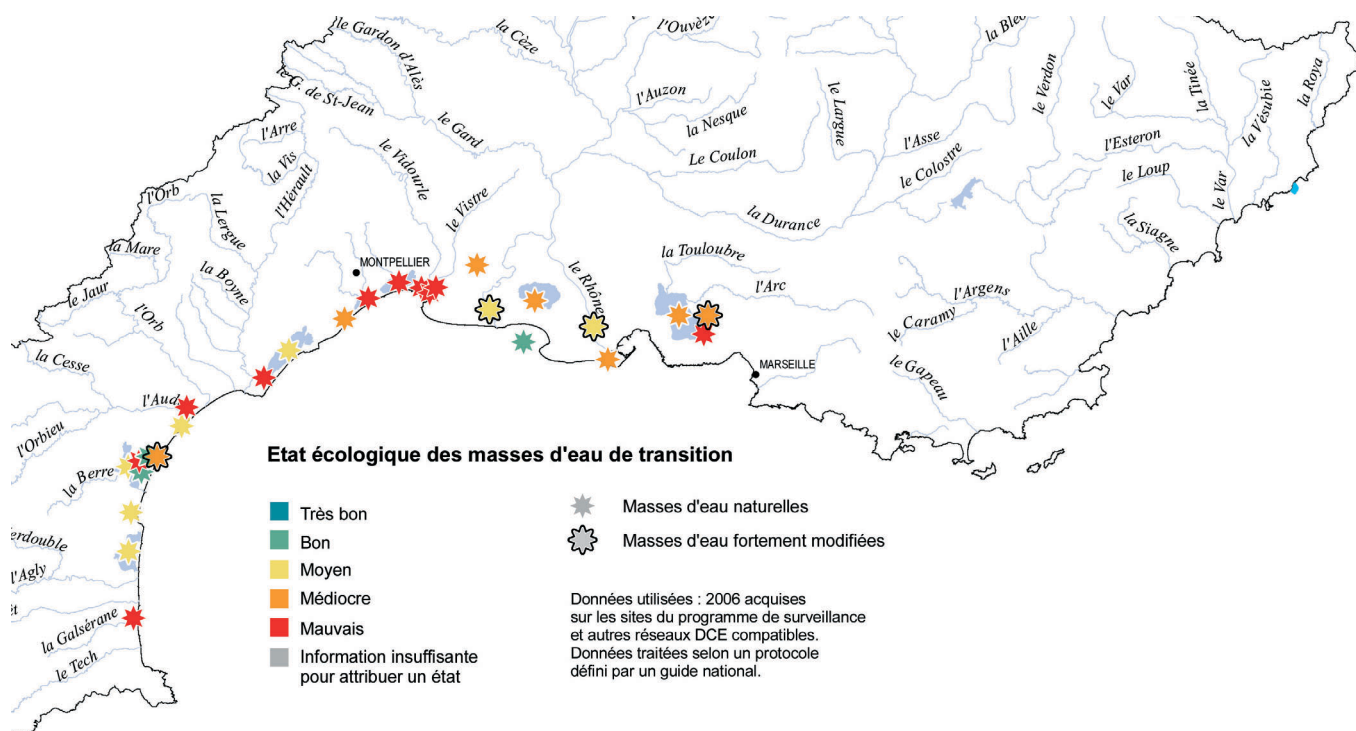 le Gardon
d'Alès
la Cèze
l'Ouvèze
la Bléo
le G. de St-Jean
l'Auzon
le Largue
le Verdon
le Var
la Tinée
la Vésubie
la Roya
l'Arre
le Gard
la Nesque
l'Asse
l'Esteron
la Vis
le Vidourle
Le Coulon
le Colostre
le Loup
l'Orb
la Lergue
l'Hérault
le Vistre
la Durance
le Var
la Siagne
la Mare
MONTPELLIER
la Touloubre
le Jaur
la Boyne
le Rhône
l'Arc
l'Argens
l'Orb
le Caramy
l'Aille
la Cesse
MARSEILLE
le Gapeau
l'Aud
l'Orbieu
la Berre
erdouble
l'Agly
êt
la Galsérane
le Tech
Etat écologique des masses d'eau de transition
Très bon
Bon
Moyen
Médiocre
Mauvais
Information insuffisante
pour attribuer un état
Masses d'eau naturelles
Masses d'eau fortement modifiées
Données utilisées : 2006 acquises
sur les sites du programme de surveillance
et autres réseaux DCE compatibles.
Données traitées selon un protocole
défini par un guide national.